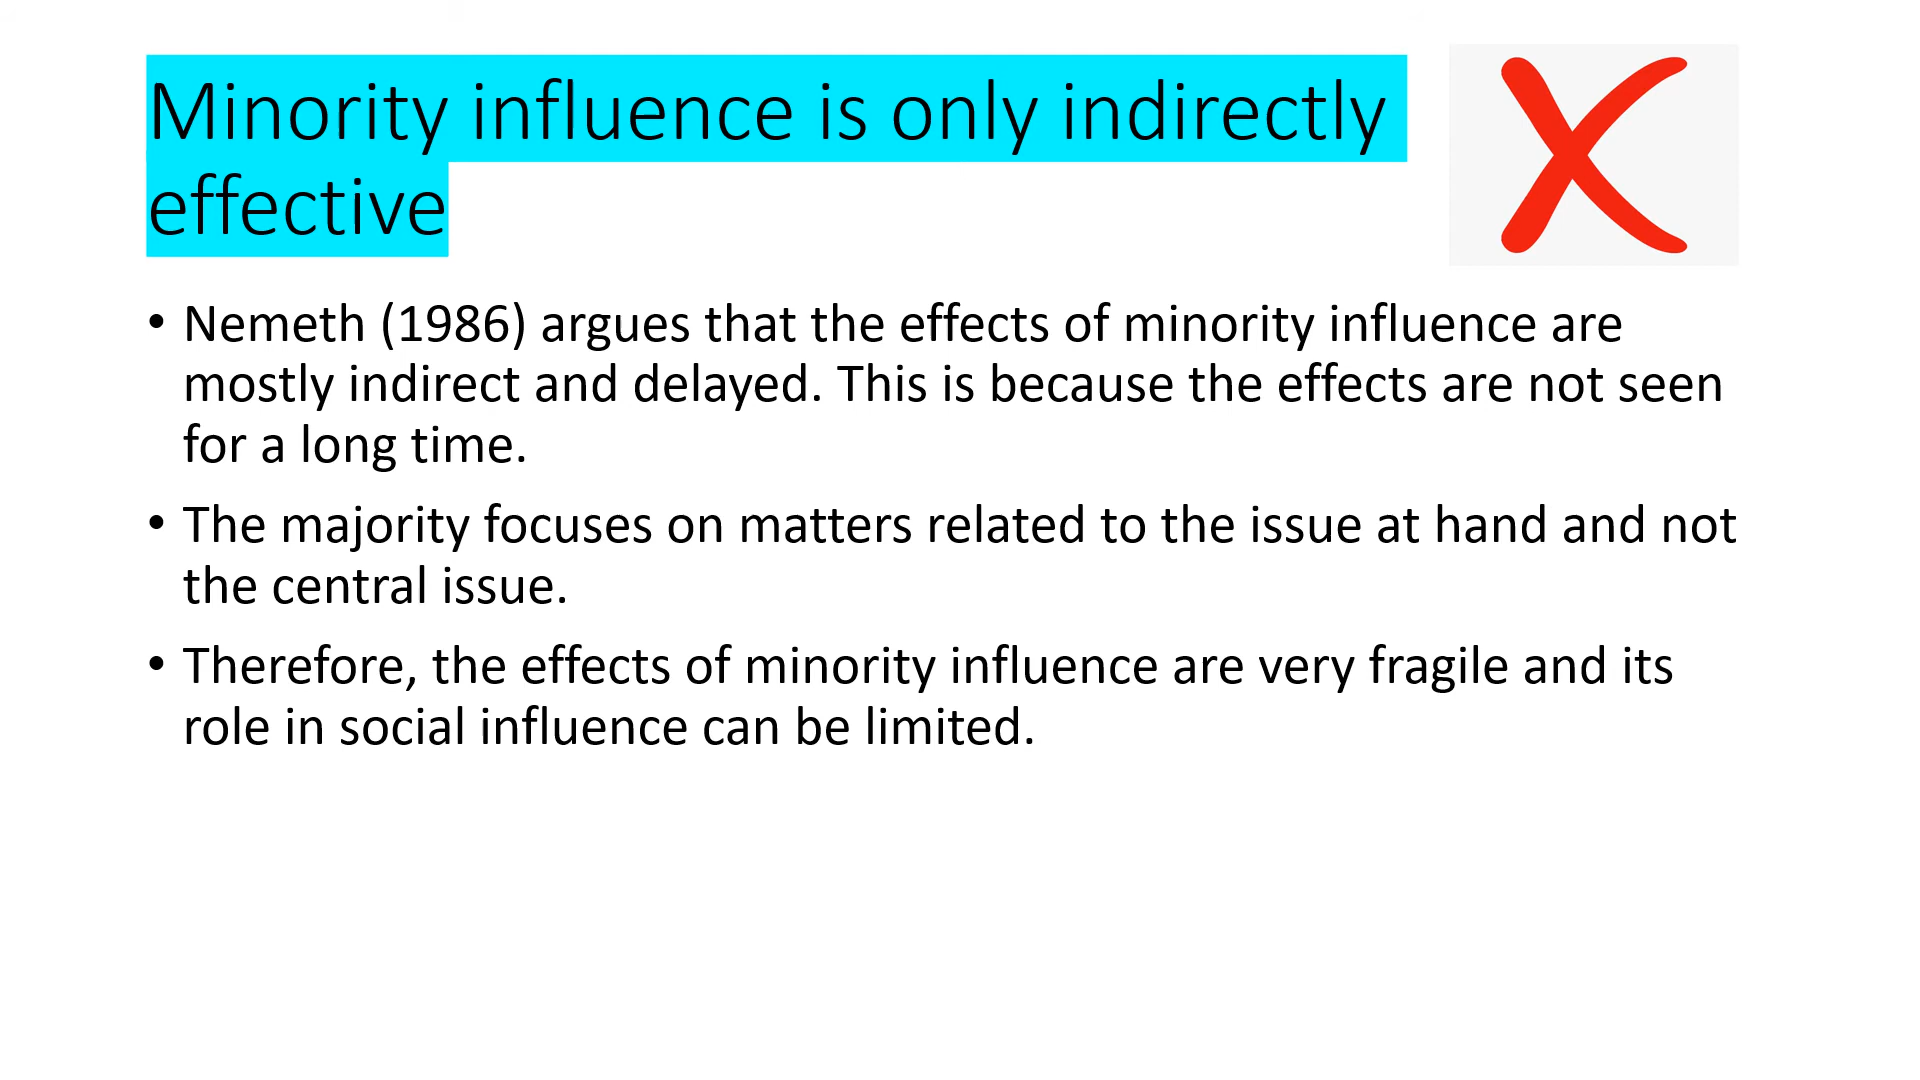 Minority influence is only indirectly
effective
• Nemeth (1986) argues that the effects of minority influence are
mostly indirect and delayed. This is because the effects are not seen
for a long time.
• The majority focuses on matters related to the issue at hand and not
the central issue.
• Therefore, the effects of minority influence are very fragile and its
role in social influence can be limited.